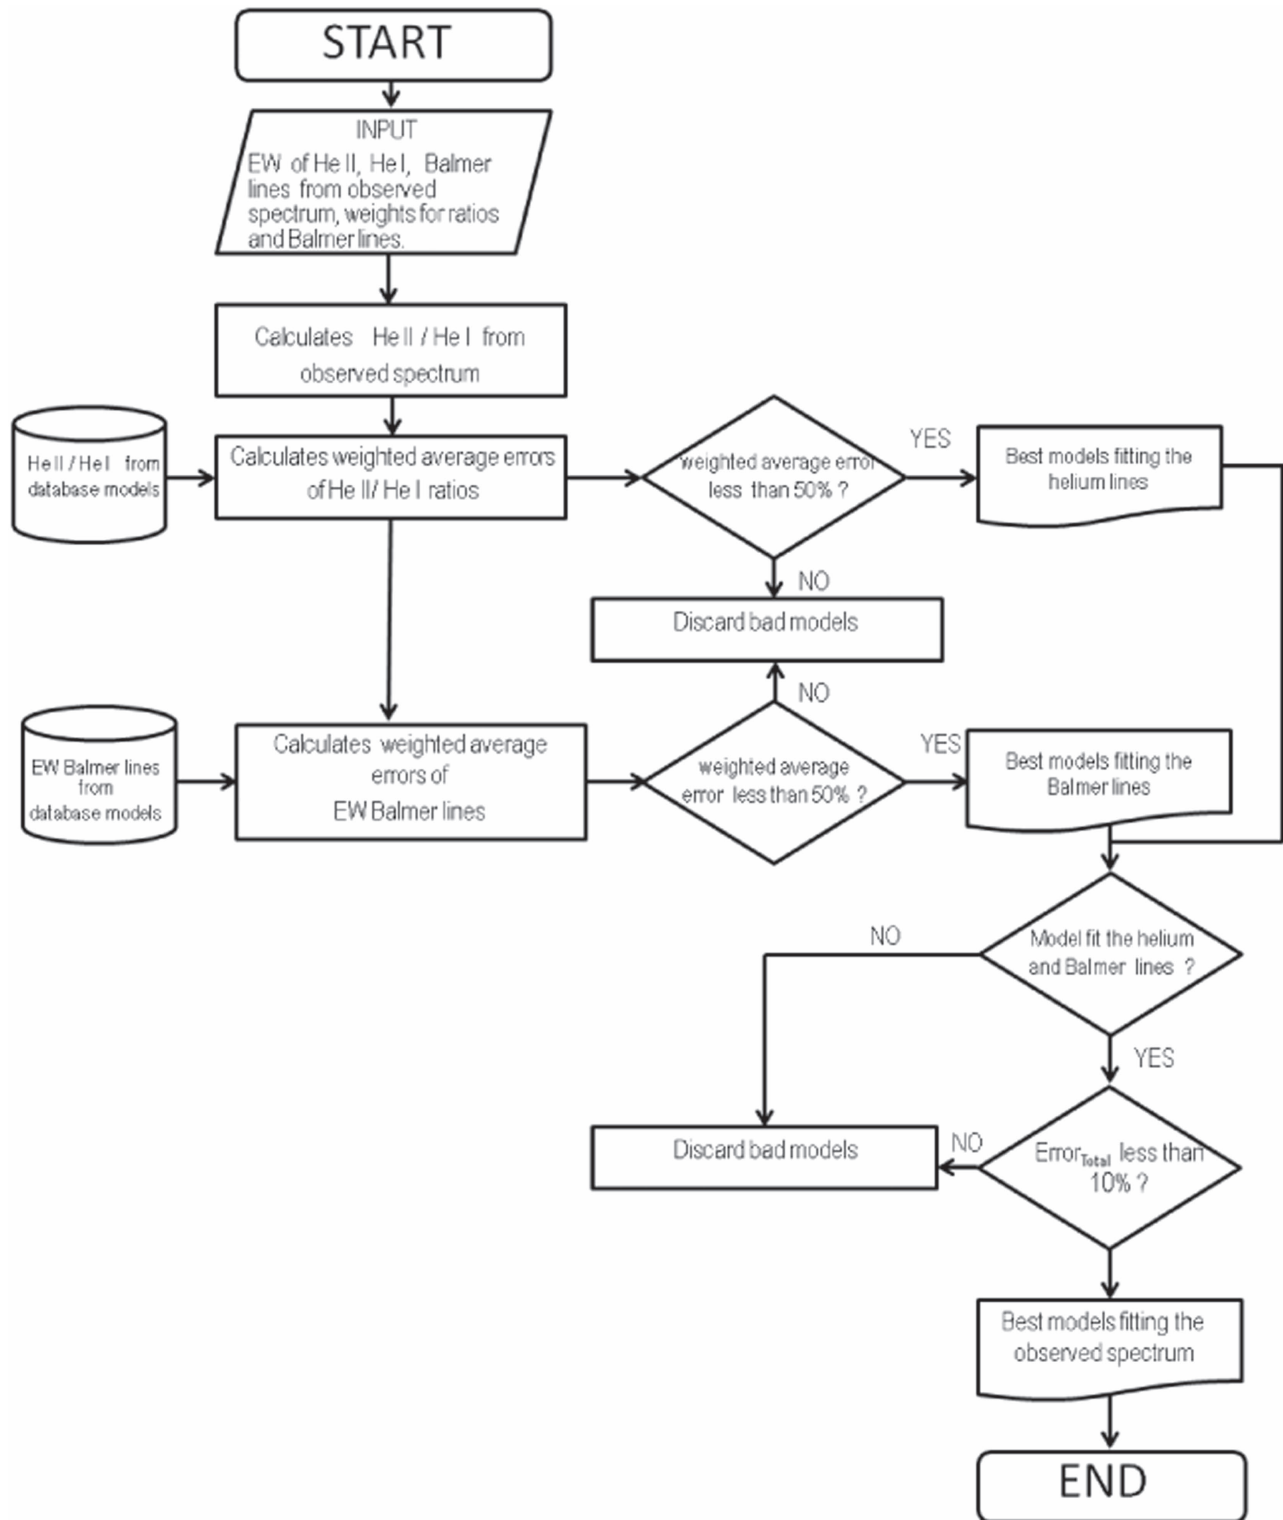 START
INPUT
EW of He II, He I, Balmer
lines from observed
spectrum, weights for ratios
and Balmer lines.
Calculates He II / He I from
observed spectrum
He II / He I from
database models
Calculates weighted average errors
of He II / He I ratios
weighted average error
less than 50% ?
YES
Best models fitting the
helium lines
NO
Discard bad models
NO
EW Balmer lines
from
database models
Calculates weighted average
errors of
EW Balmer lines
weighted average
error less than 50% ?
YES
Best models fitting the
Balmer lines
Model fit the helium
and Balmer lines ?
NO
YES
Discard bad models
NO
Error Total less than
10% ?
Best models fitting the
observed spectrum
END